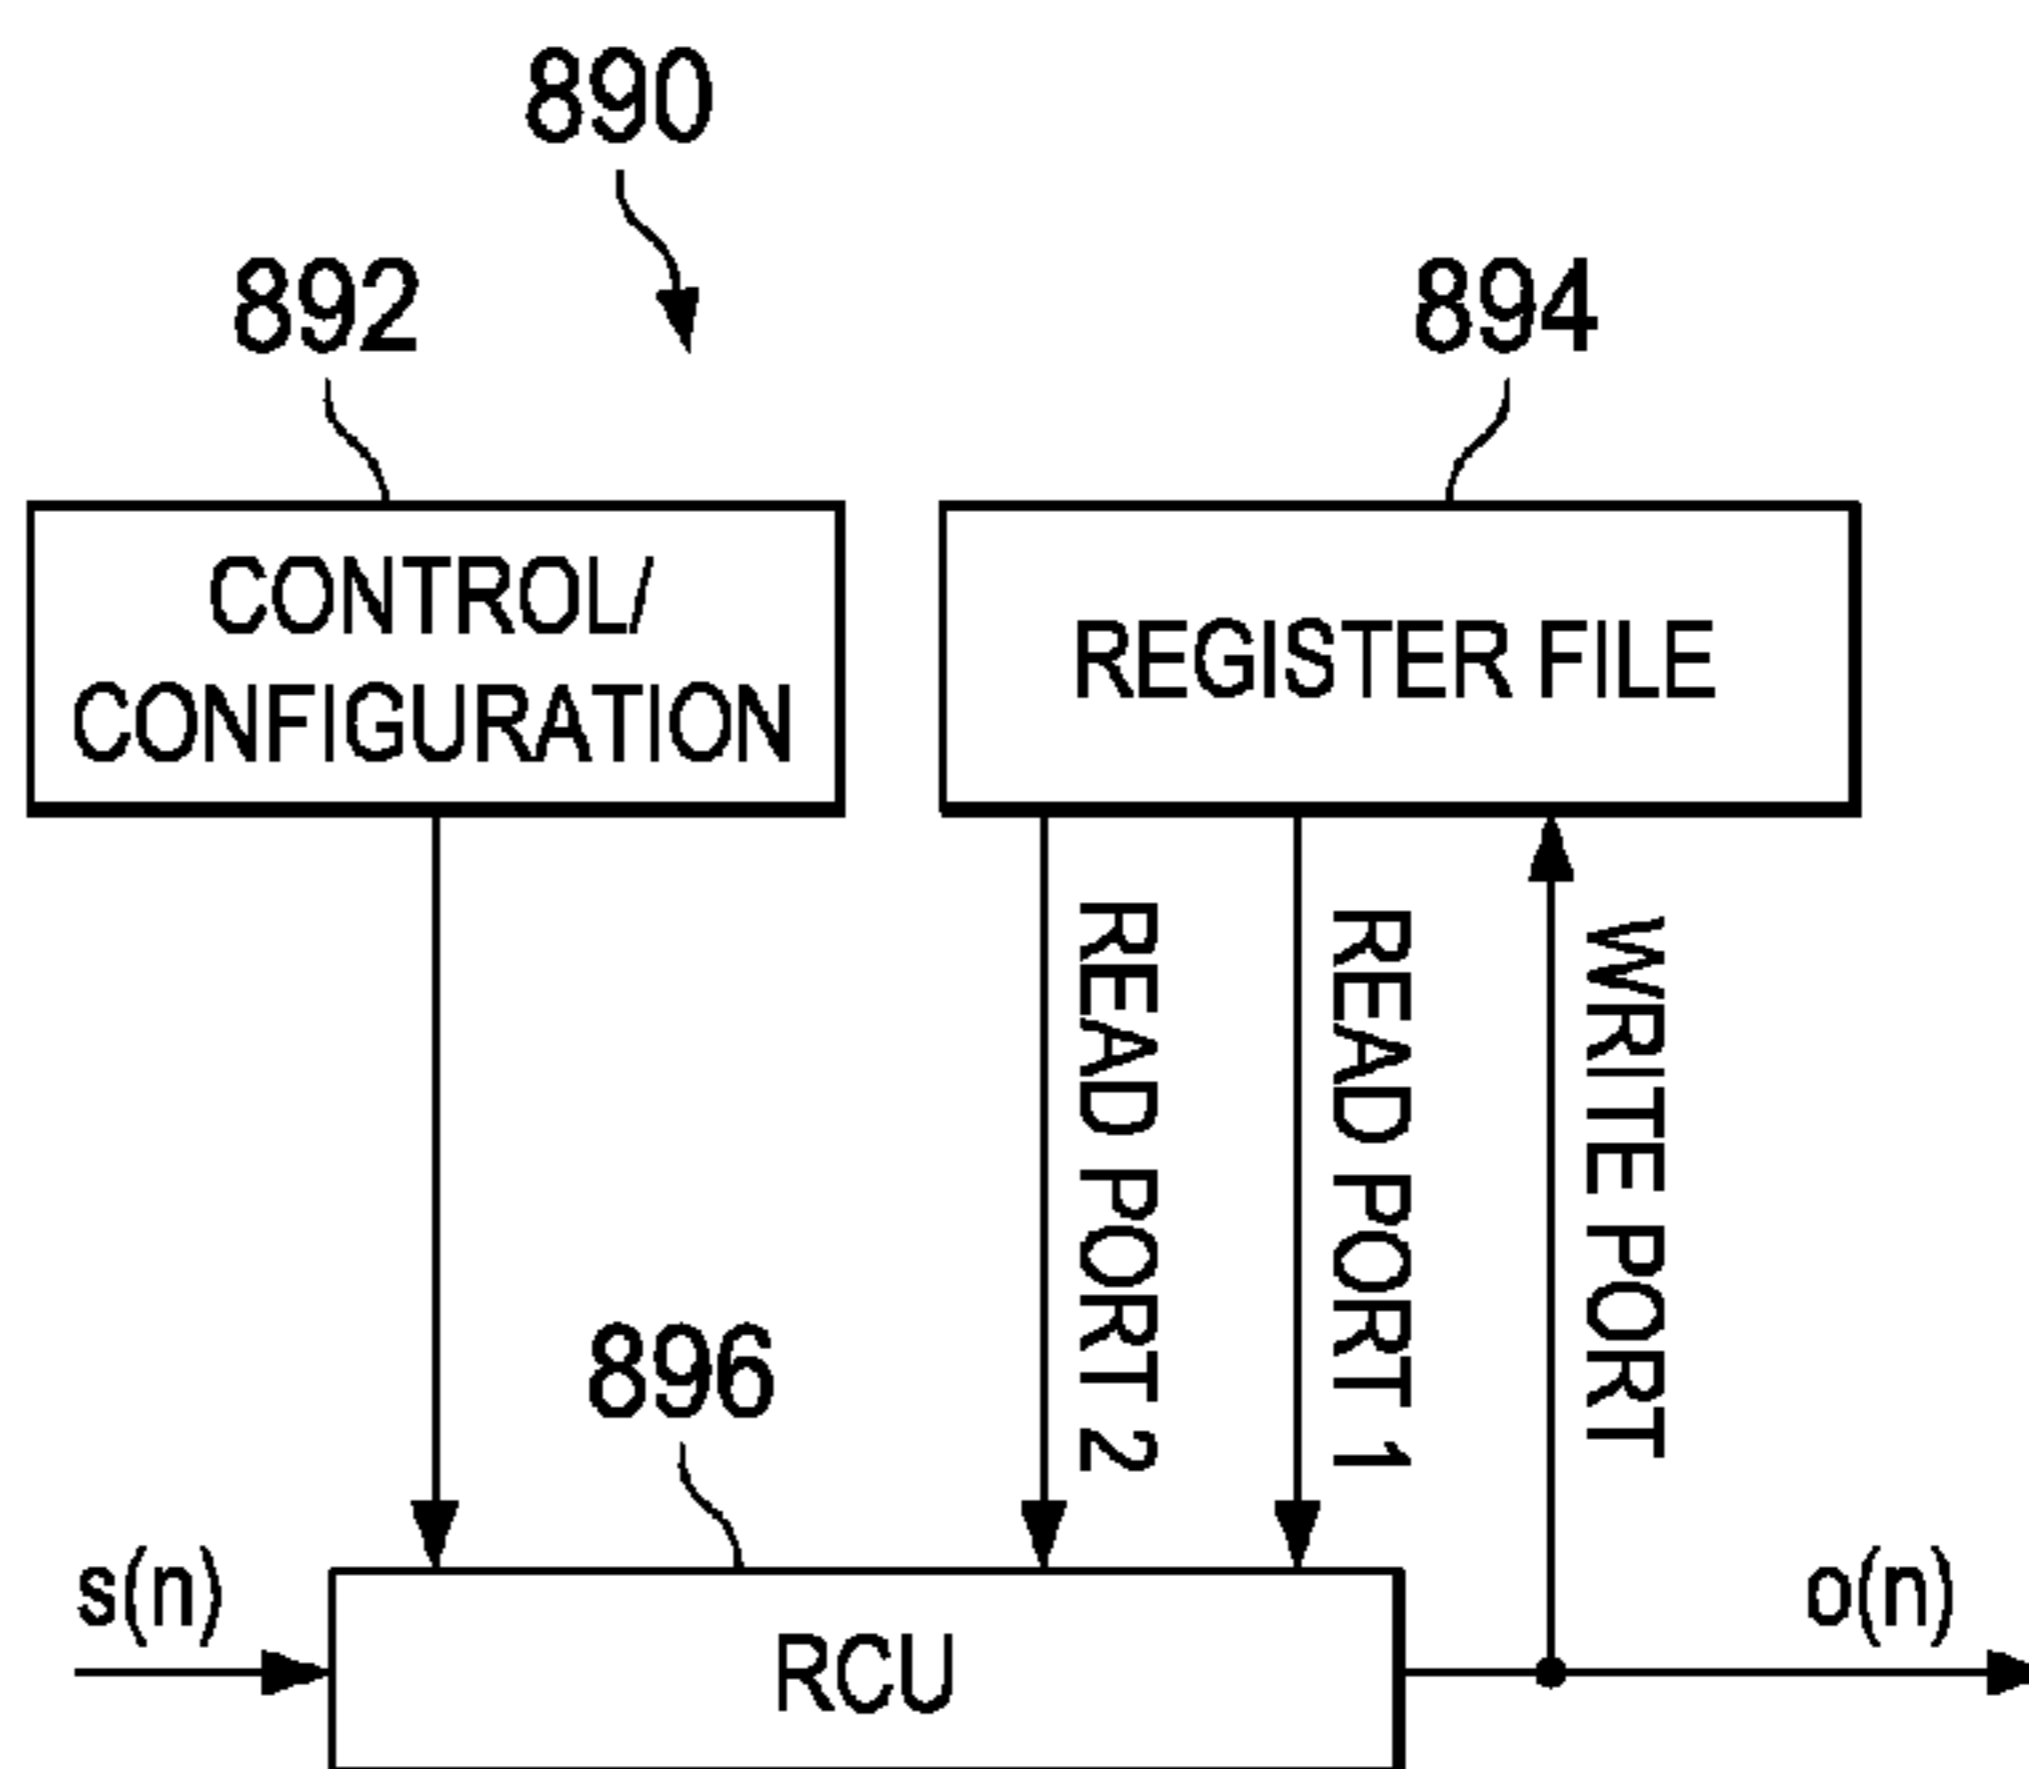 890
892
894
CONTROL/
CONFIGURATION
REGISTER FILE
READ PORT 2
READ PORT 1
WRITE PORT
896
s(n)
RCU
o(n)